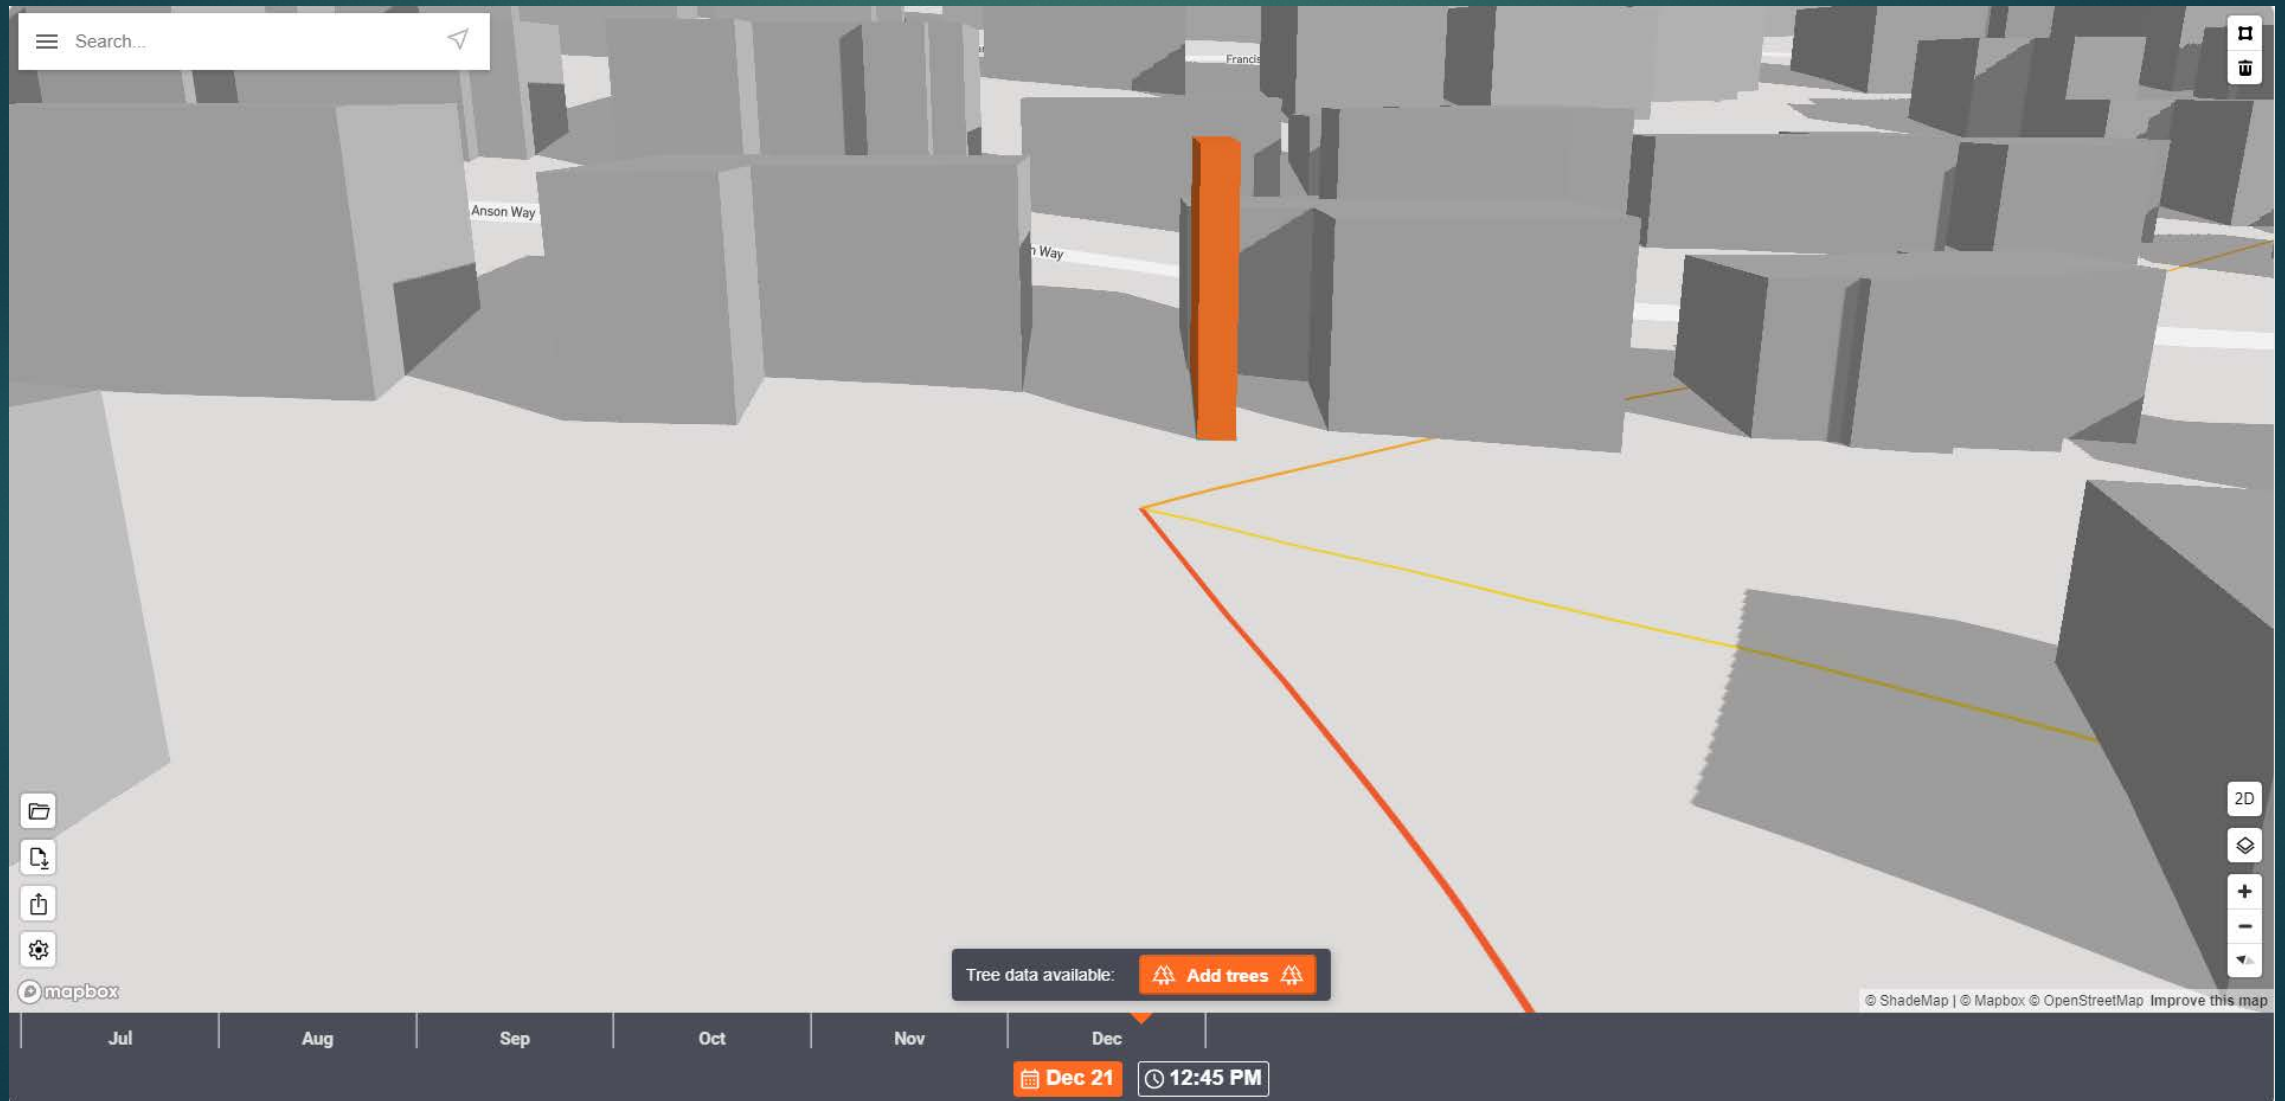 Search...
Francis
Anson Way
n Way
2D
Tree data available:
Add trees
mapbox
© ShadeMap | © Mapbox © OpenStreetMap Improve this map
Jul
Aug
Sep
Oct
Nov
Dec
Dec 21
12:45 PM